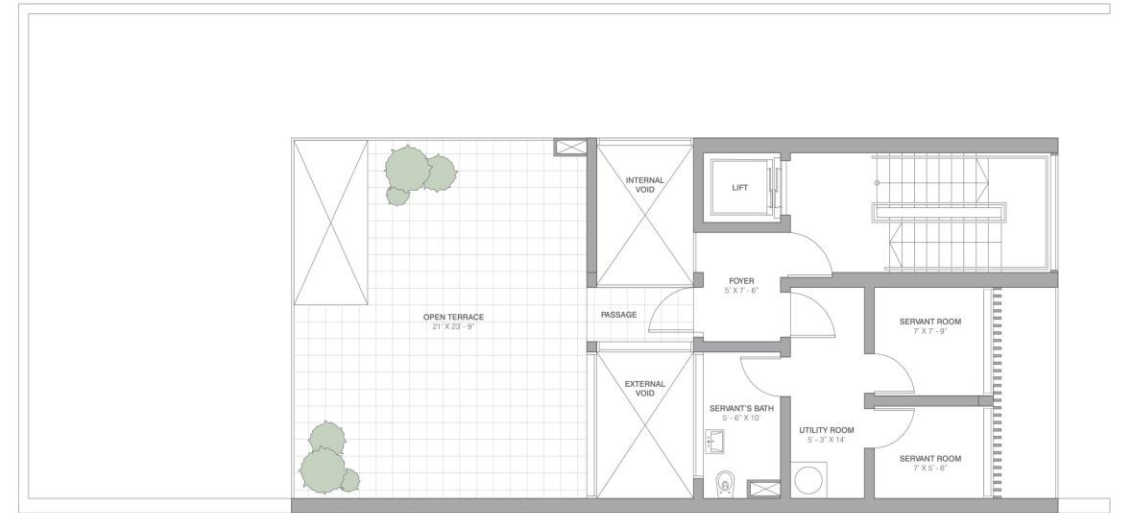 INTERNAL
VOID
LIFT
FOYER
5' X 7' - 6"
OPEN TERRACE
21' X 23' - 9"
PASSAGE
SERVANT ROOM
7' X 7' - 9"
EXTERNAL
VOID
SERVANT'S BATH
5' - 6" X 10'
UTILITY ROOM
5' - 3" X 14'
SERVANT ROOM
7' X 5' - 6"